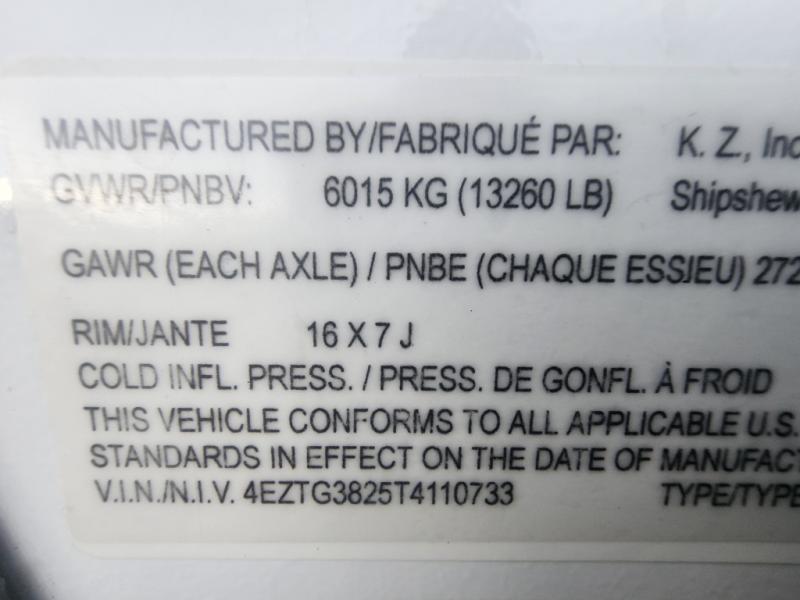 MANUFACTURED BY/FABRIQUÉ PAR: K. Z., Inc
GVWR/PNBV: 6015 KG (13260 LB) Shipshew
GAWR (EACH AXLE) / PNBE (CHAQUE ESSIEU) 272
RIM/JANTE 16 X 7 J
COLD INFL. PRESS. / PRESS. DE GONFL. À FROID
THIS VEHICLE CONFORMS TO ALL APPLICABLE U.S.
STANDARDS IN EFFECT ON THE DATE OF MANUFACT
V.I.N./N.I.V. 4EZTG3825T4110733 TYPE/TYPE